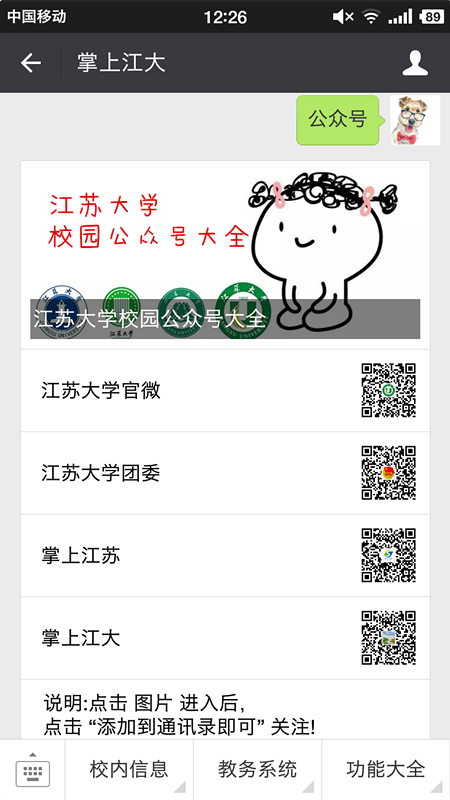 中国移动
12:26
89
掌上江大
公众号
江苏大学
校园公众号大全
江苏大学校园公众号大全
江苏大学官微
江苏大学团委
掌上江苏
掌上江大
说明:点击 图片 进入后,
点击 “添加到通讯录即可” 关注!
校内信息
教务系统
功能大全